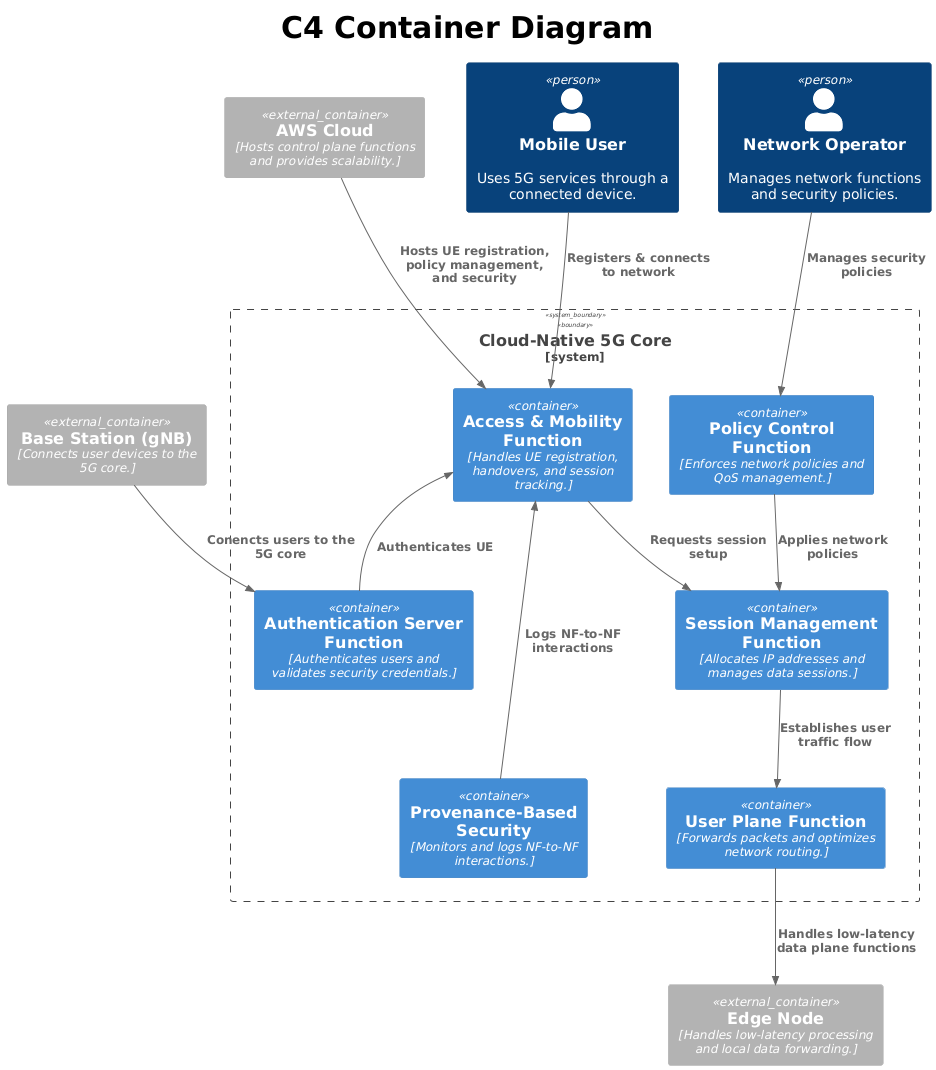 C4 Container Diagram
«external_container»
AWS Cloud
[Hosts control plane functions
and provides scalability.]
«person»
Mobile User
Uses 5G services through a
connected device.
«person»
Network Operator
Manages network functions
and security policies.
Hosts UE registration,
policy management,
and security
Registers & connects
to network
Manages security
policies
«system_boundary»
«boundary»
Cloud-Native 5G Core
[system]
«external_container»
Base Station (gNB)
[Connects user devices to the
5G core.]
«container»
Access & Mobility
Function
[Handles UE registration,
handovers, and session
tracking.]
«container»
Policy Control
Function
[Enforces network policies and
QoS management.]
Conencts users to the
5G core
Authenticates UE
Requests session
setup
Applies network
policies
«container»
Authentication Server
Function
[Authenticates users and
validates security credentials.]
Logs NF-to-NF
interactions
«container»
Session Management
Function
[Allocates IP addresses and
manages data sessions.]
Establishes user
traffic flow
«container»
Provenance-Based
Security
[Monitors and logs NF-to-NF
interactions.]
«container»
User Plane Function
[Forwards packets and optimizes
network routing.]
Handles low-latency
data plane functions
«external_container»
Edge Node
[Handles low-latency processing
and local data forwarding.]